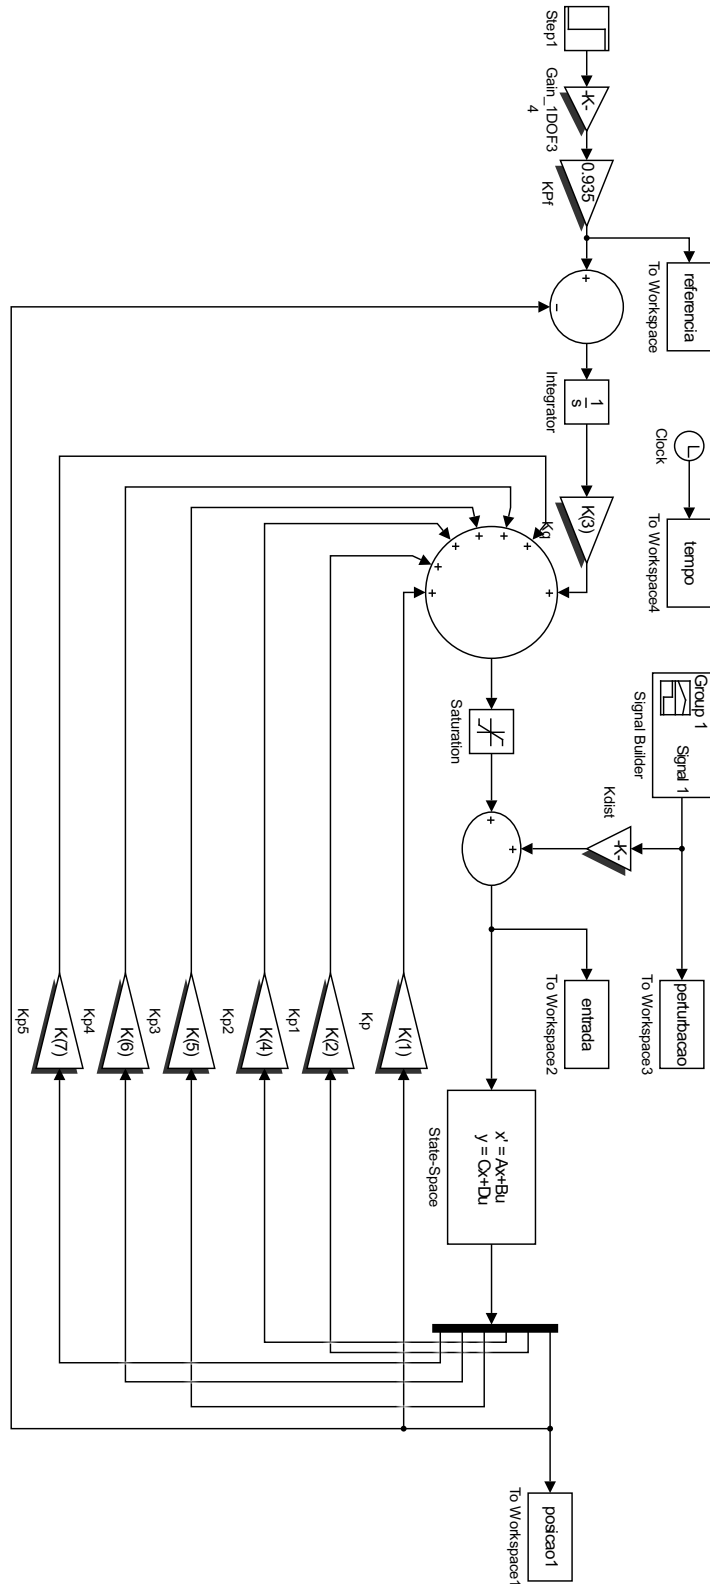 Step1
-K-
Gain_1DOF3
4
0.935
KPf
referencia
To Workspace
+
−
1
s
Integrator
Clock
tempo
To Workspace4
K(3)
Kg
+
+
+
+
+
+
+
Saturation
Group 1
Signal 1
Signal Builder
-K-
Kdist
perturbacao
To Workspace3
+
+
entrada
To Workspace2
x' = Ax+Bu
y = Cx+Du
State-Space
K(1)
Kp
K(2)
Kp1
K(4)
Kp2
K(5)
Kp3
K(6)
Kp4
K(7)
Kp5
posicao1
To Workspace1